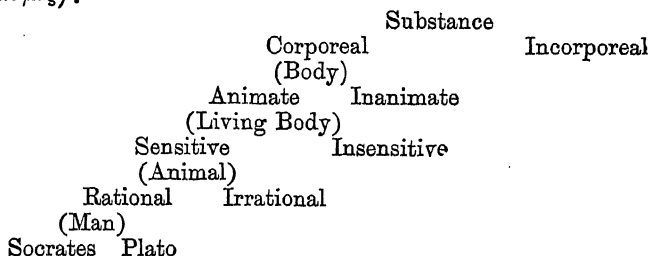 Substance
Corporeal Incorporeal
(Body)
Animate Inanimate
(Living Body)
Sensitive Insensitive
(Animal)
Rational Irrational
(Man)
Socrates Plato